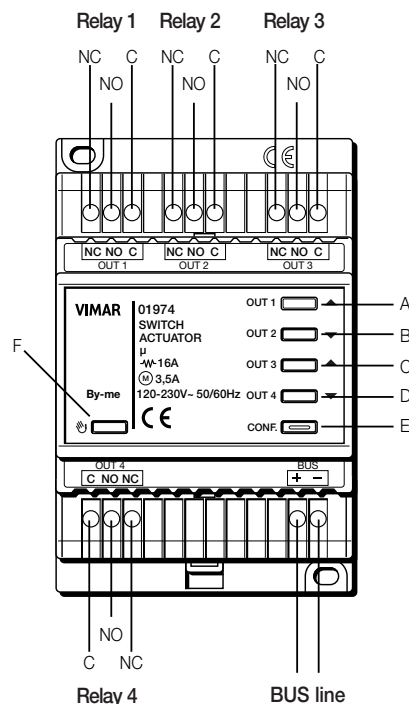 Relay 1 Relay 2 Relay 3
NC C NC C NC C
NO NO NO
CE
NC NO C NC NO C NC NO C
OUT 1 OUT 2 OUT 3
VIMAR
01974
SWITCH
ACTUATOR
µ
16A
M 3,5A
By-me 120-230V~ 50/60Hz
CE
OUT 1 A
OUT 2 B
OUT 3 C
OUT 4 D
CONF. E
F
OUT 4 BUS
C NO NC + –
NO
C NC
Relay 4 BUS line